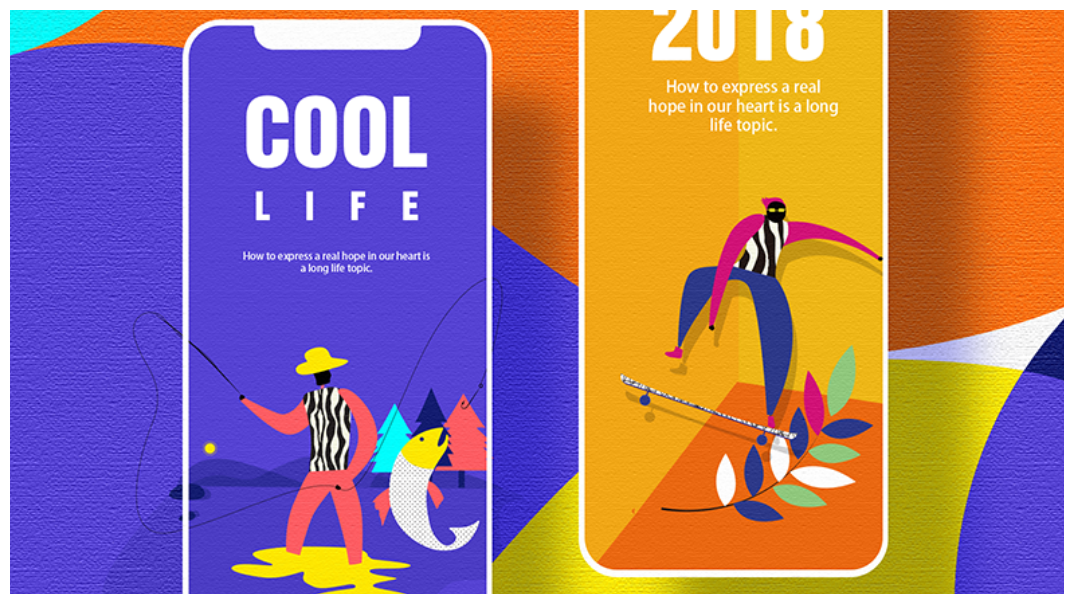 COOL
LIFE
How to express a real hope in our heart is
a long life topic.
2018
How to express a real
hope in our heart is a long
life topic.